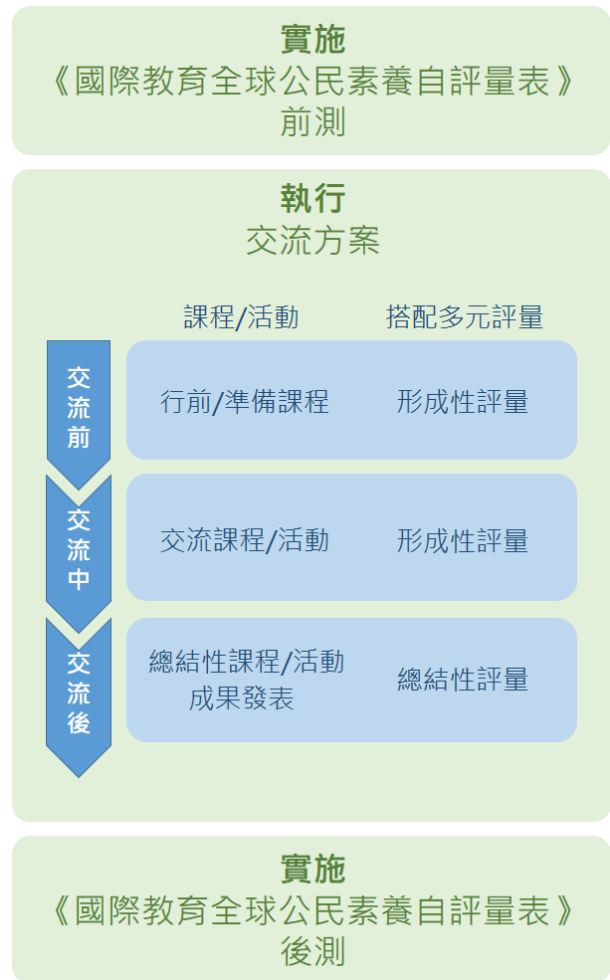 實施
《國際教育全球公民素養自評量表》
前測
執行
交流方案
課程/活動 搭配多元評量
交流前
行前/準備課程 形成性評量
交流中
交流課程/活動 形成性評量
交流後
總結性課程/活動
成果發表
總結性評量
實施
《國際教育全球公民素養自評量表》
後測